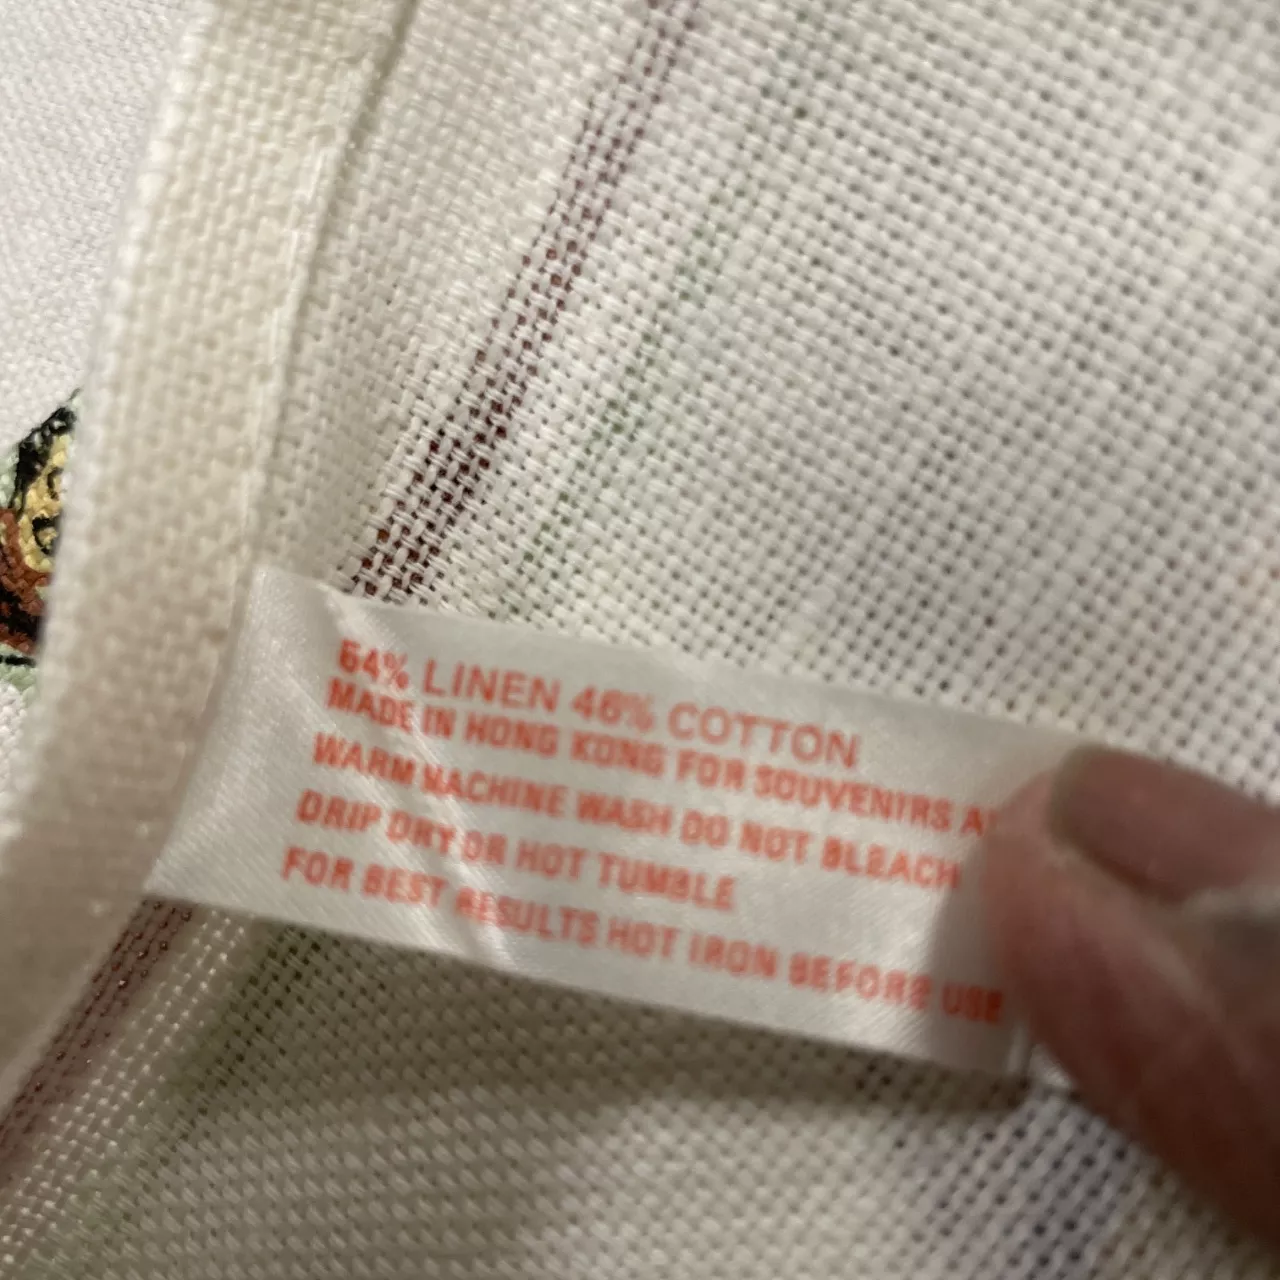 54% LINEN 46% COTTON
MADE IN HONG KONG FOR SOUVENIRS
WARM MACHINE WASH DO NOT BLEACH
DRIP DRY OR HOT TUMBLE
FOR BEST RESULTS HOT IRON BEFORE USE